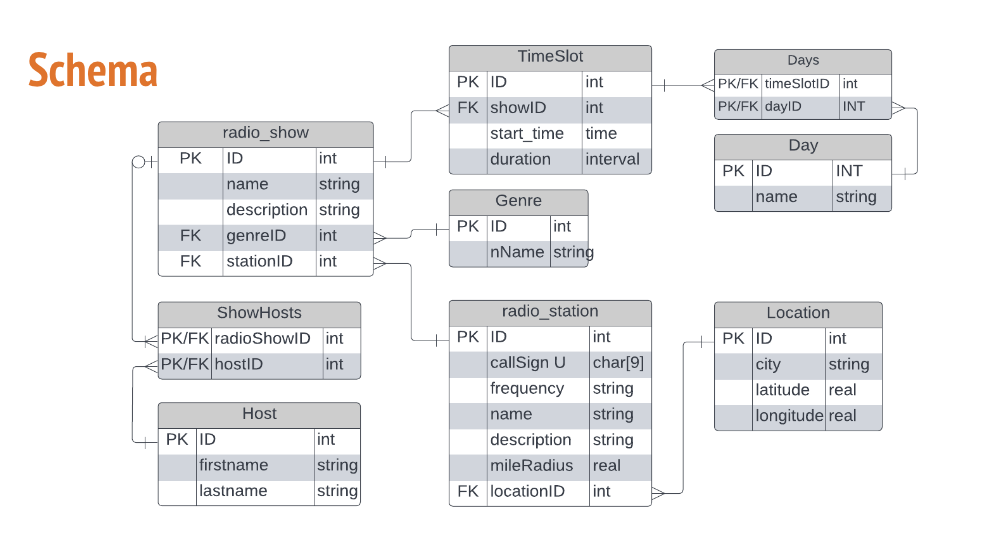 Schema
radio_show
PK ID int
name string
description string
FK genreID int
FK stationID int
ShowHosts
PK/FK radioShowID int
PK/FK hostID int
Host
PK ID int
firstname string
lastname string
TimeSlot
PK ID int
FK showID int
start_time time
duration interval
Genre
PK ID int
nName string
radio_station
PK ID int
callSign U char[9]
frequency string
name string
description string
mileRadius real
FK locationID int
Days
PK/FK timeSlotID int
PK/FK dayID INT
Day
PK ID INT
name string
Location
PK ID int
city string
latitude real
longitude real